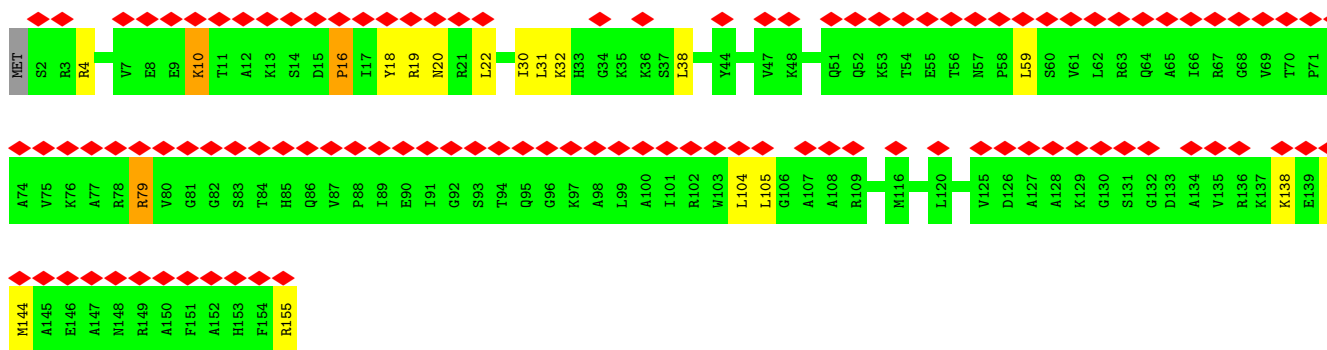 MET S2 R3 R4 V7 E8 E9 K10 T11 A12 K13 S14 D15 P16 I17 Y18 R19 N20 R21 L22 I30 L31 K32 H33 G34 K35 K36 S37 L38 Y44 V47 K48 Q51 Q52 K53 T54 E55 T56 N57 P58 L59 S60 V61 L62 R63 Q64 A65 I66 R67 G68 V69 T70 P71
A74 V75 K76 A77 R78 R79 V80 G81 G82 S83 T84 H85 Q86 V87 P88 I89 E90 I91 G92 S93 T94 Q95 G96 K97 A98 L99 A100 I101 R102 W103 L104 L105 G106 A107 A108 R109 M116 L120 V125 D126 A127 A128 K129 G130 S131 G132 D133 A134 V135 R136 K137 K138 E139
M144 A145 E146 A147 N148 R149 A150 F151 A152 H153 F154 R155